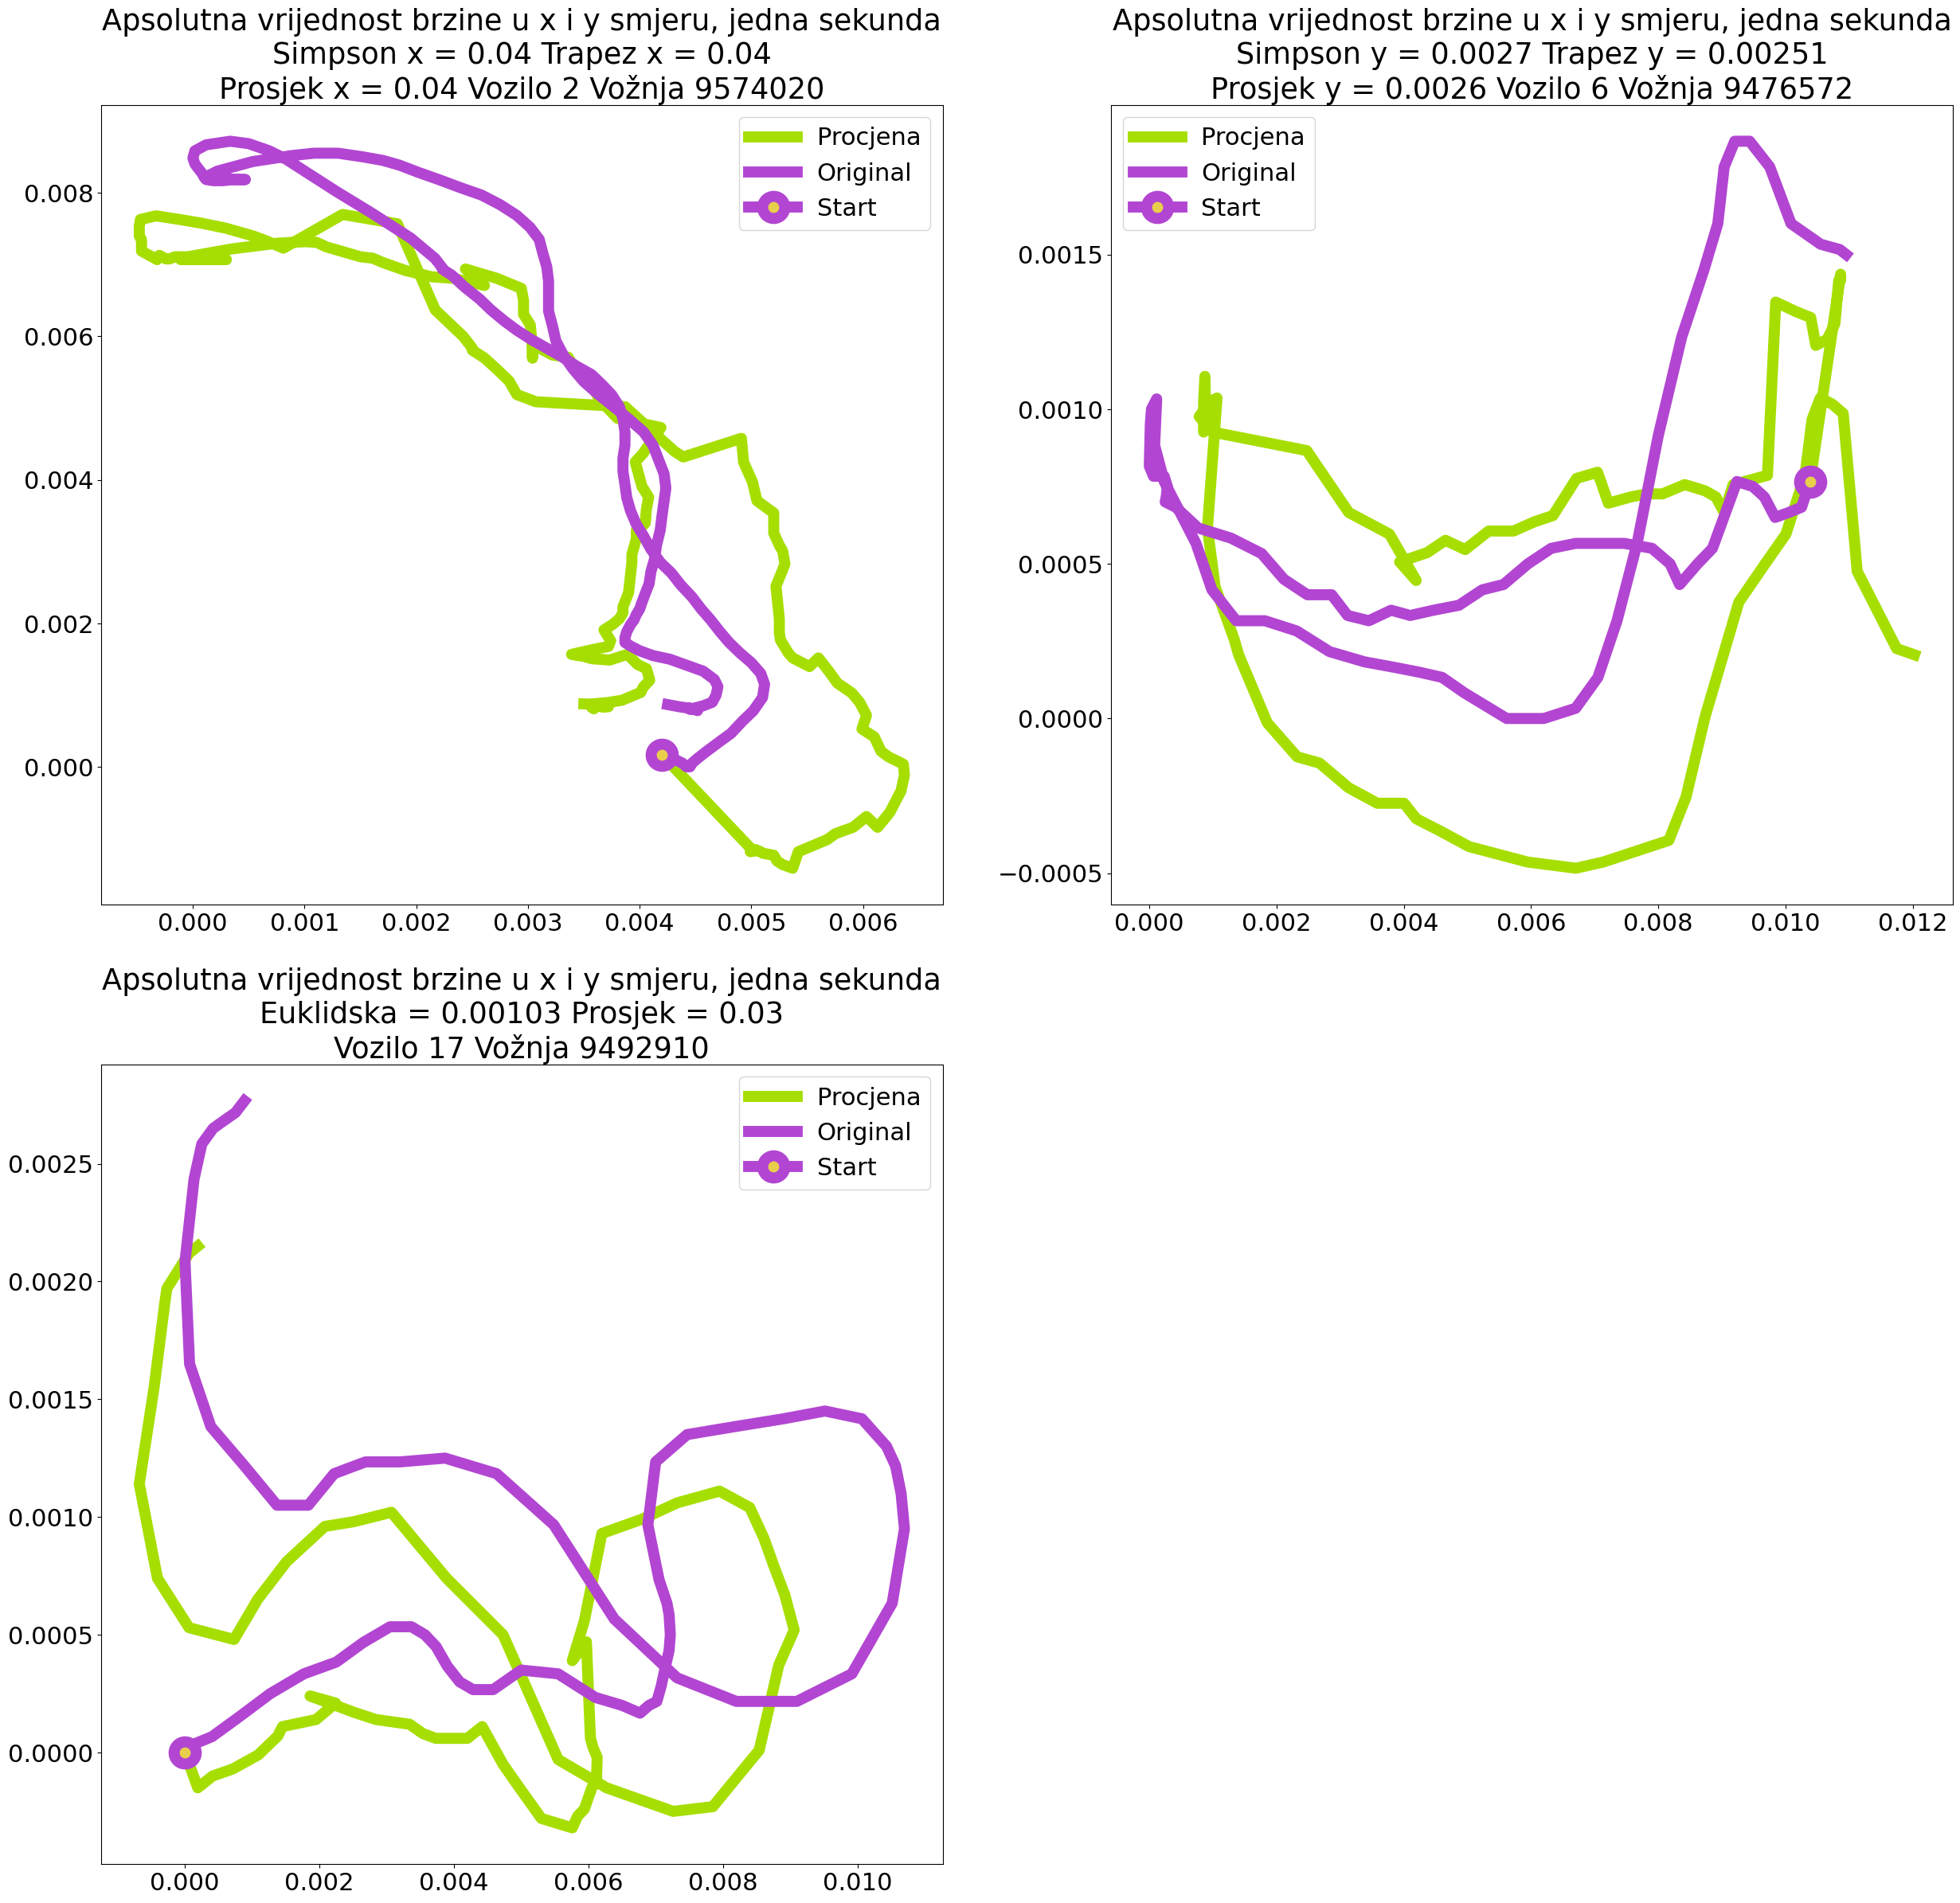 Apsolutna vrijednost brzine u x i y smjeru, jedna sekunda
Simpson x = 0.04 Trapez x = 0.04
Prosjek x = 0.04 Vozilo 2 Vožnja 9574020
Procjena
Original
Start
0.008
0.006
0.004
0.002
0.000
0.000 0.001 0.002 0.003 0.004 0.005 0.006
Apsolutna vrijednost brzine u x i y smjeru, jedna sekunda
Simpson y = 0.0027 Trapez y = 0.00251
Prosjek y = 0.0026 Vozilo 6 Vožnja 9476572
Procjena
Original
Start
0.0015
0.0010
0.0005
0.0000
−0.0005
0.000 0.002 0.004 0.006 0.008 0.010 0.012
Apsolutna vrijednost brzine u x i y smjeru, jedna sekunda
Euklidska = 0.00103 Prosjek = 0.03
Vozilo 17 Vožnja 9492910
Procjena
Original
Start
0.0025
0.0020
0.0015
0.0010
0.0005
0.0000
0.000 0.002 0.004 0.006 0.008 0.010